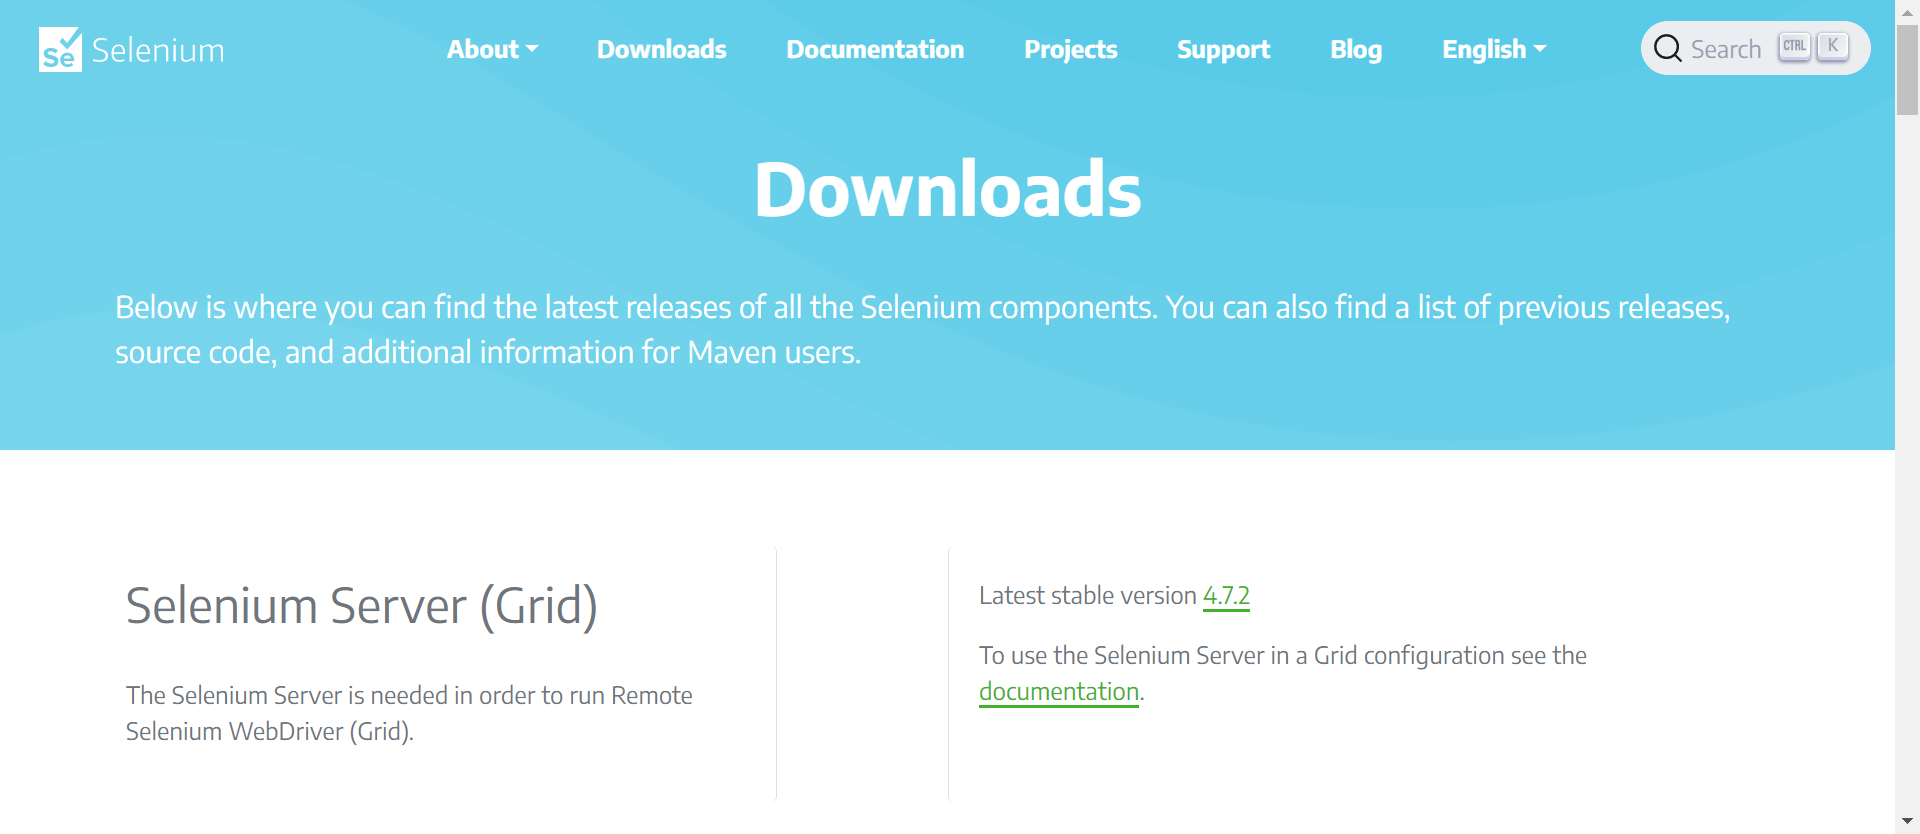 Se Selenium
About
Downloads
Documentation
Projects
Support
Blog
English
Search CTRL K
Downloads
Below is where you can find the latest releases of all the Selenium components. You can also find a list of previous releases,
source code, and additional information for Maven users.
Selenium Server (Grid)
The Selenium Server is needed in order to run Remote
Selenium WebDriver (Grid).
Latest stable version 4.7.2
To use the Selenium Server in a Grid configuration see the
documentation.